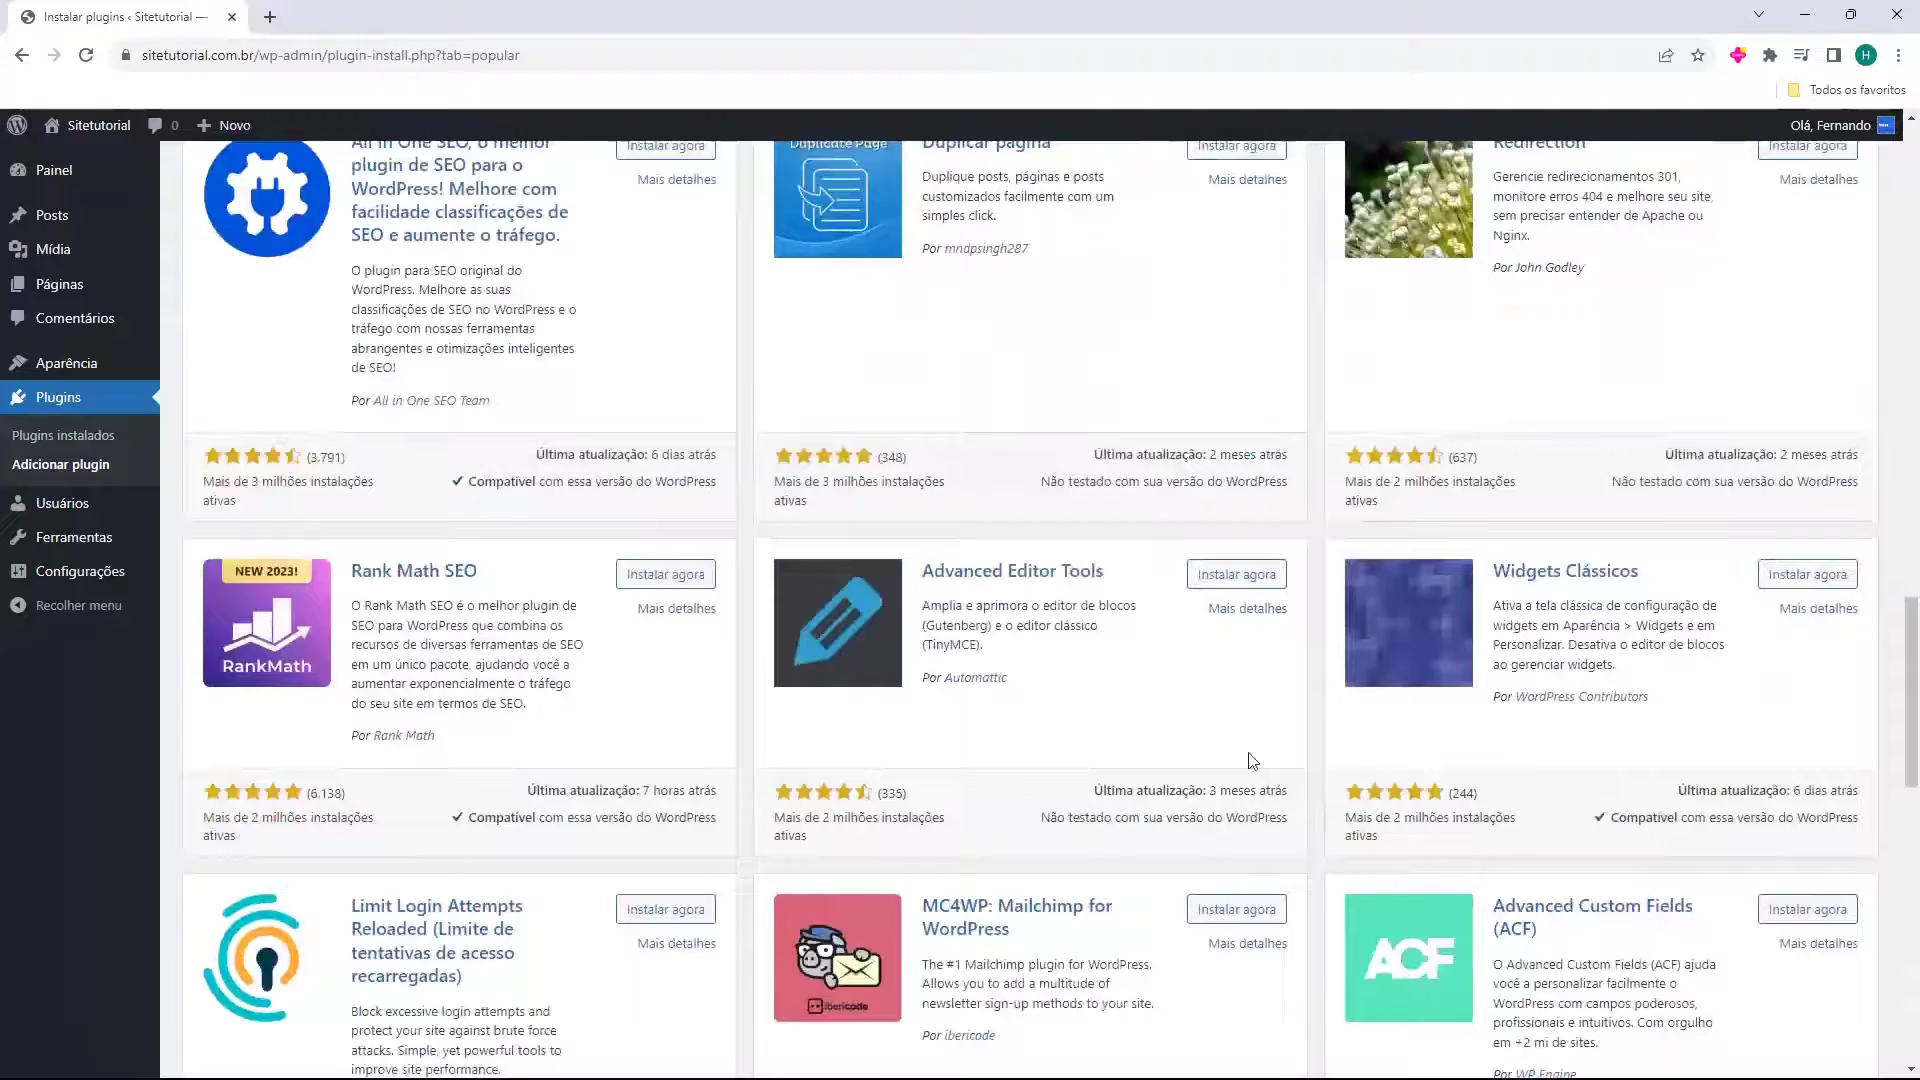 Instalar plugins ‹ Sitetutorial —
sitetutorial.com.br/wp-admin/plugin-install.php?tab=popular
H
Todos os favoritos
Sitetutorial
0
Novo
Olá, Fernando
Painel
Posts
Mídia
Páginas
Comentários
Aparência
Plugins
Plugins instalados
Adicionar plugin
Usuários
Ferramentas
Configurações
Recolher menu
All in One SEO, o melhor
plugin de SEO para o
WordPress! Melhore com
facilidade classificações de
SEO e aumente o tráfego.
Instalar agora
Mais detalhes
O plugin para SEO original do
WordPress. Melhore as suas
classificações de SEO no WordPress e o
tráfego com nossas ferramentas
abrangentes e otimizações inteligentes
de SEO!
Por All in One SEO Team
(3.791)
Última atualização: 6 dias atrás
Mais de 3 milhões instalações
ativas
Compatível com essa versão do WordPress
Duplicate Page
Duplicar página
Instalar agora
Mais detalhes
Duplique posts, páginas e posts
customizados facilmente com um
simples click.
Por mndpsingh287
(348)
Última atualização: 2 meses atrás
Mais de 3 milhões instalações
ativas
Não testado com sua versão do WordPress
Redirection
Instalar agora
Mais detalhes
Gerencie redirecionamentos 301,
monitore erros 404 e melhore seu site,
sem precisar entender de Apache ou
Nginx.
Por John Godley
(637)
Última atualização: 2 meses atrás
Mais de 2 milhões instalações
ativas
Não testado com sua versão do WordPress
NEW 2023!
RankMath
Rank Math SEO
Instalar agora
Mais detalhes
O Rank Math SEO é o melhor plugin de
SEO para WordPress que combina os
recursos de diversas ferramentas de SEO
em um único pacote, ajudando você a
aumentar exponencialmente o tráfego
do seu site em termos de SEO.
Por Rank Math
(6.138)
Última atualização: 7 horas atrás
Mais de 2 milhões instalações
ativas
Compatível com essa versão do WordPress
Advanced Editor Tools
Instalar agora
Mais detalhes
Amplia e aprimora o editor de blocos
(Gutenberg) e o editor clássico
(TinyMCE).
Por Automattic
(335)
Última atualização: 3 meses atrás
Mais de 2 milhões instalações
ativas
Não testado com sua versão do WordPress
Widgets Clássicos
Instalar agora
Mais detalhes
Ativa a tela clássica de configuração de
widgets em Aparência > Widgets e em
Personalizar. Desativa o editor de blocos
ao gerenciar widgets.
Por WordPress Contributors
(244)
Última atualização: 6 dias atrás
Mais de 2 milhões instalações
ativas
Compatível com essa versão do WordPress
Limit Login Attempts
Reloaded (Limite de
tentativas de acesso
recarregadas)
Instalar agora
Mais detalhes
Block excessive login attempts and
protect your site against brute force
attacks. Simple, yet powerful tools to
improve site performance.
ibericode
MC4WP: Mailchimp for
WordPress
Instalar agora
Mais detalhes
The #1 Mailchimp plugin for WordPress.
Allows you to add a multitude of
newsletter sign-up methods to your site.
Por ibericode
ACF
Advanced Custom Fields
(ACF)
Instalar agora
Mais detalhes
O Advanced Custom Fields (ACF) ajuda
você a personalizar facilmente o
WordPress com campos poderosos,
profissionais e intuitivos. Com orgulho
em +2 mi de sites.
Por WP Engine